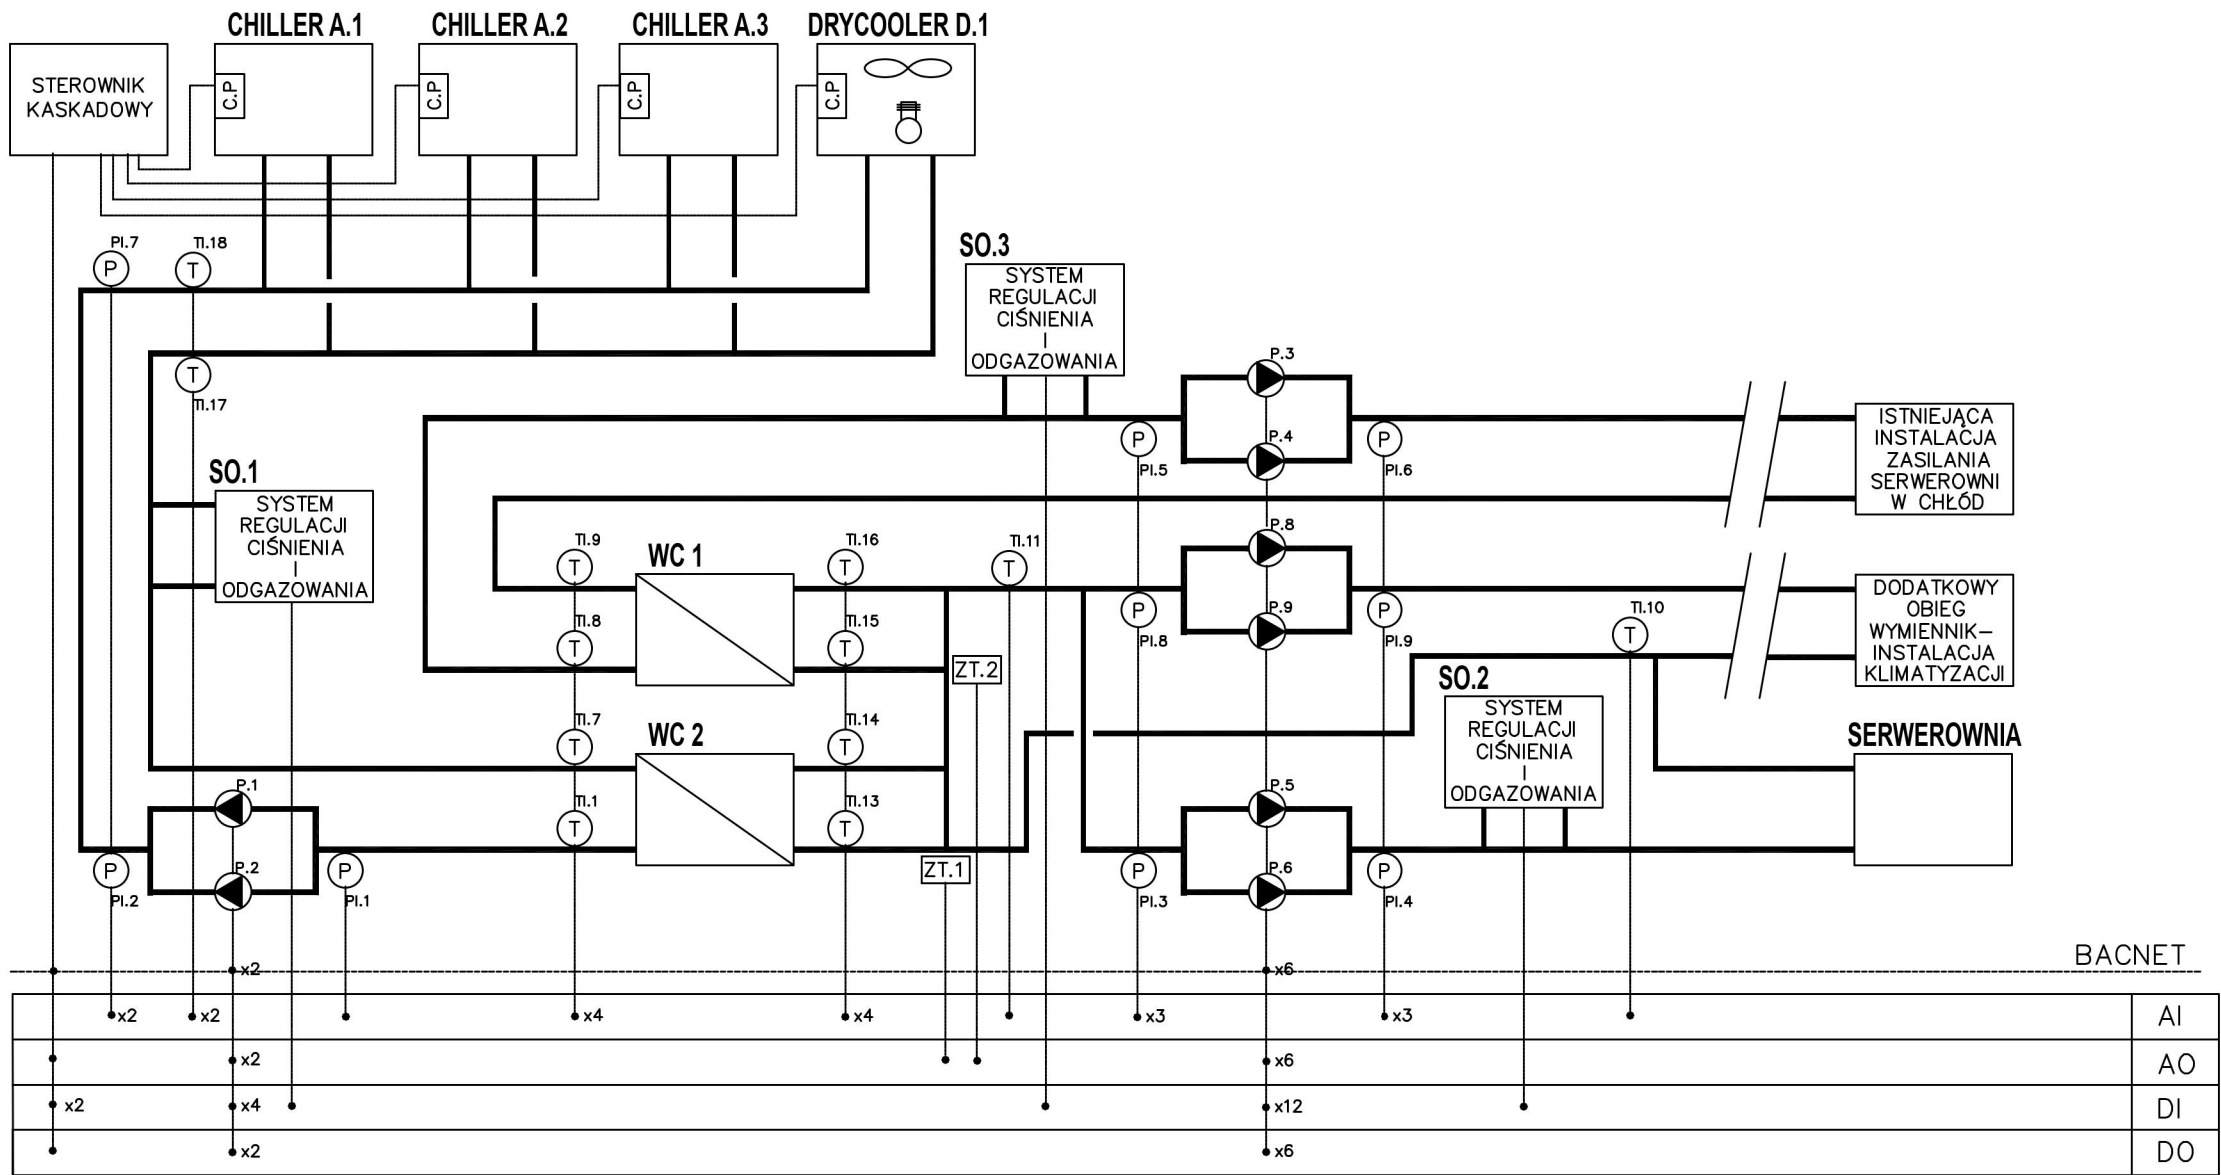 CHILLER A.1
CHILLER A.2
CHILLER A.3
DRYCOOLER D.1
STEROWNIK
KASKADOWY
C.P
C.P
C.P
C.P
PI.7
P
TI.18
T
T
TI.17
SO.3
SYSTEM
REGULACJI
CIŚNIENIA
I
ODGAZOWANIA
P.3
P.4
P
PI.5
P
PI.6
ISTNIEJĄCA
INSTALACJA
ZASILANIA
SERWEROWNI
W CHŁÓD
SO.1
SYSTEM
REGULACJI
CIŚNIENIA
I
ODGAZOWANIA
TI.9
T
WC 1
TI.16
T
TI.11
T
P.8
P.9
P
PI.8
P
PI.9
TI.10
T
DODATKOWY
OBIEG
WYMIENNIK-
INSTALACJA
KLIMATYZACJI
TI.8
T
TI.15
T
ZT.2
SO.2
SYSTEM
REGULACJI
CIŚNIENIA
I
ODGAZOWANIA
TI.7
T
WC 2
TI.14
T
SERWEROWNIA
P.1
P.2
P
PI.2
P
PI.1
TI.1
T
TI.13
T
ZT.1
P.5
P.6
P
PI.3
P
PI.4
BACNET
x2
x6
x2
x2
x4
x4
x3
x3
AI
x2
x6
AO
x2
x4
x12
DI
x2
x6
DO